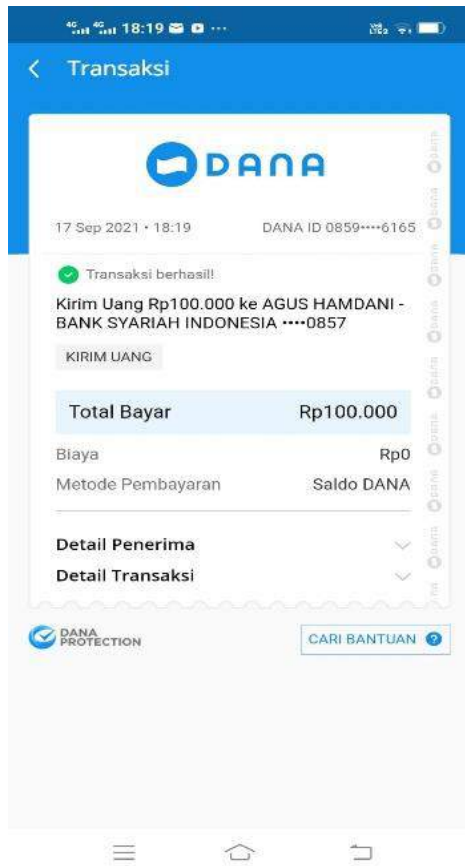 18:19
Transaksi
DANA
17 Sep 2021 • 18:19 DANA ID 0859••••6165
Transaksi berhasil!
Kirim Uang Rp100.000 ke AGUS HAMDANI -
BANK SYARIAH INDONESIA ••••0857
KIRIM UANG
Total Bayar Rp100.000
Biaya Rp0
Metode Pembayaran Saldo DANA
Detail Penerima
Detail Transaksi
DANA
PROTECTION
CARI BANTUAN ?